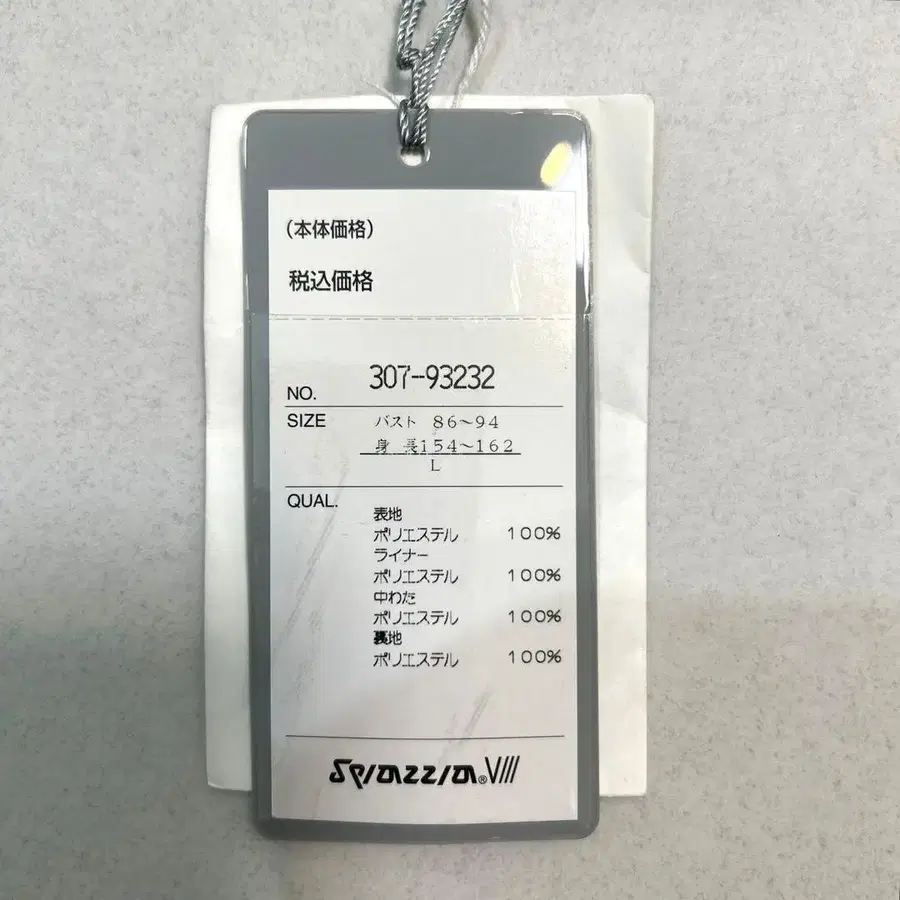 (本体価格)
税込価格
NO. 307-93232
SIZE バスト 86~94
身 長154~162
L
QUAL.
表地
ポリエステル 100%
ライナー
ポリエステル 100%
中わた
ポリエステル 100%
裏地
ポリエステル 100%
Spiazzia® VIII